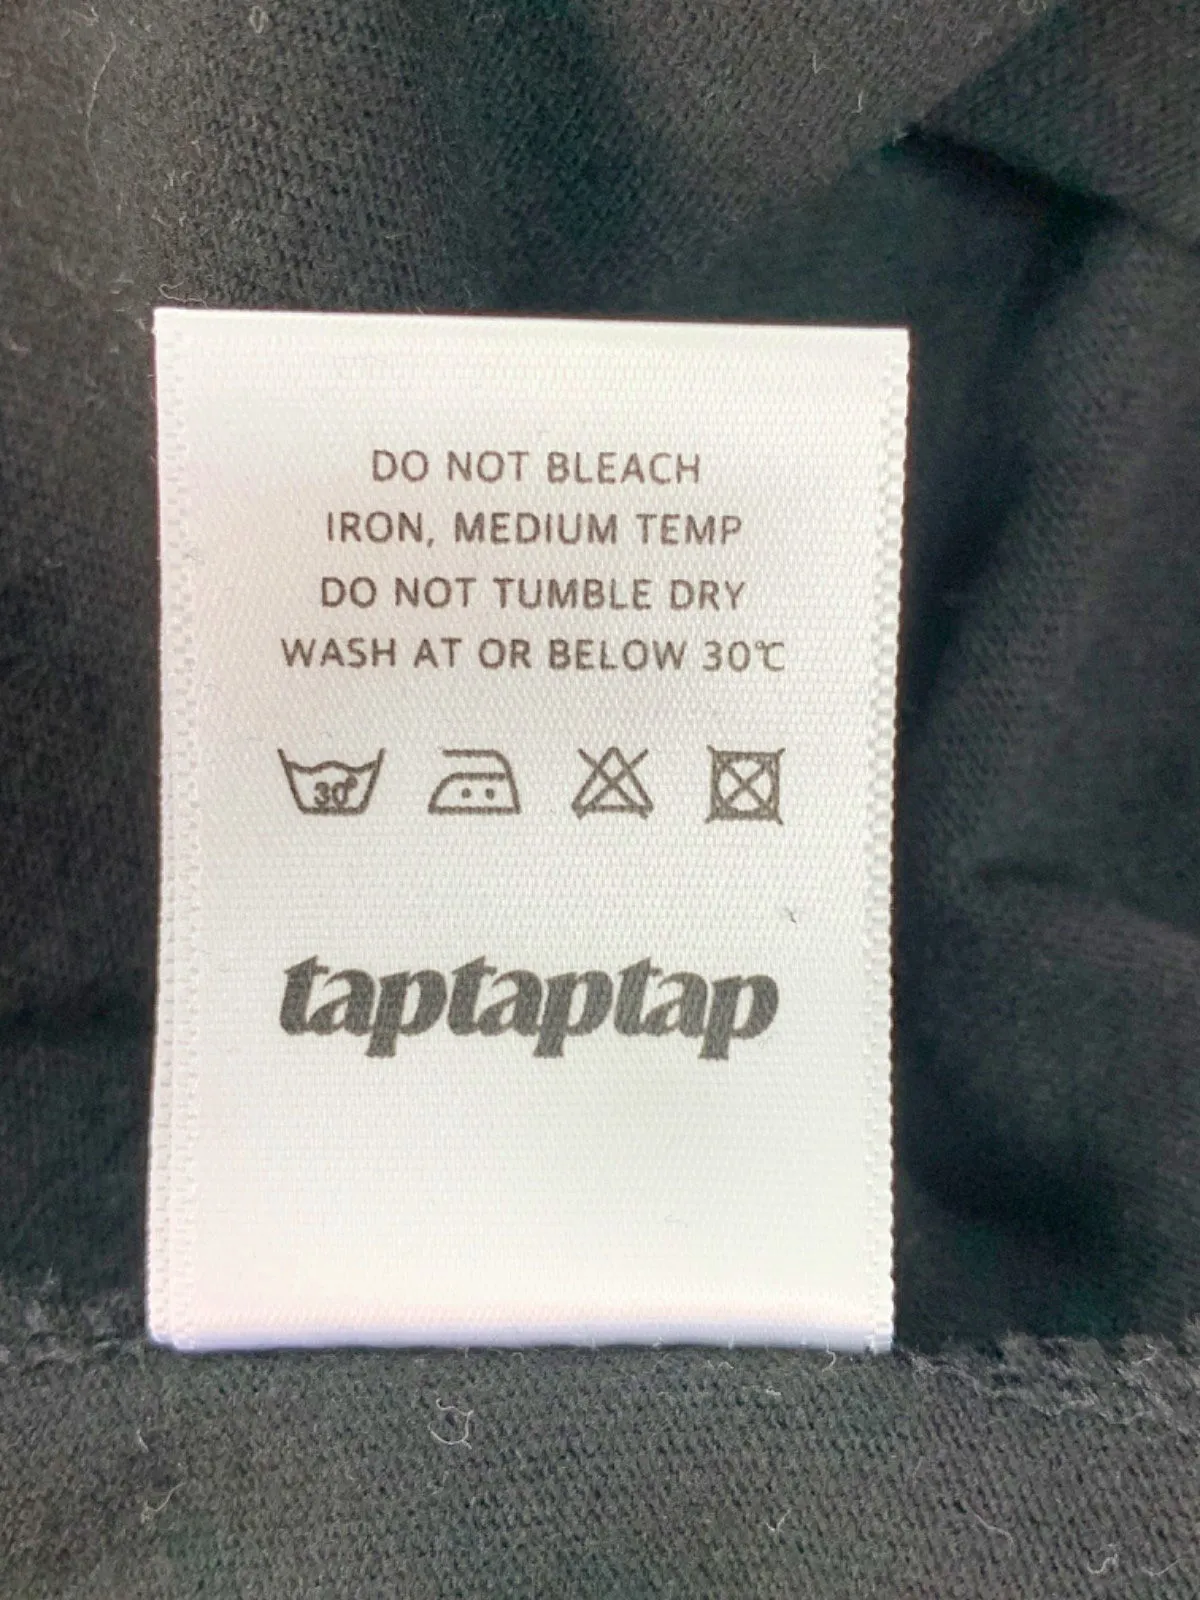 DO NOT BLEACH
IRON, MEDIUM TEMP
DO NOT TUMBLE DRY
WASH AT OR BELOW 30℃
30°
taptaptap